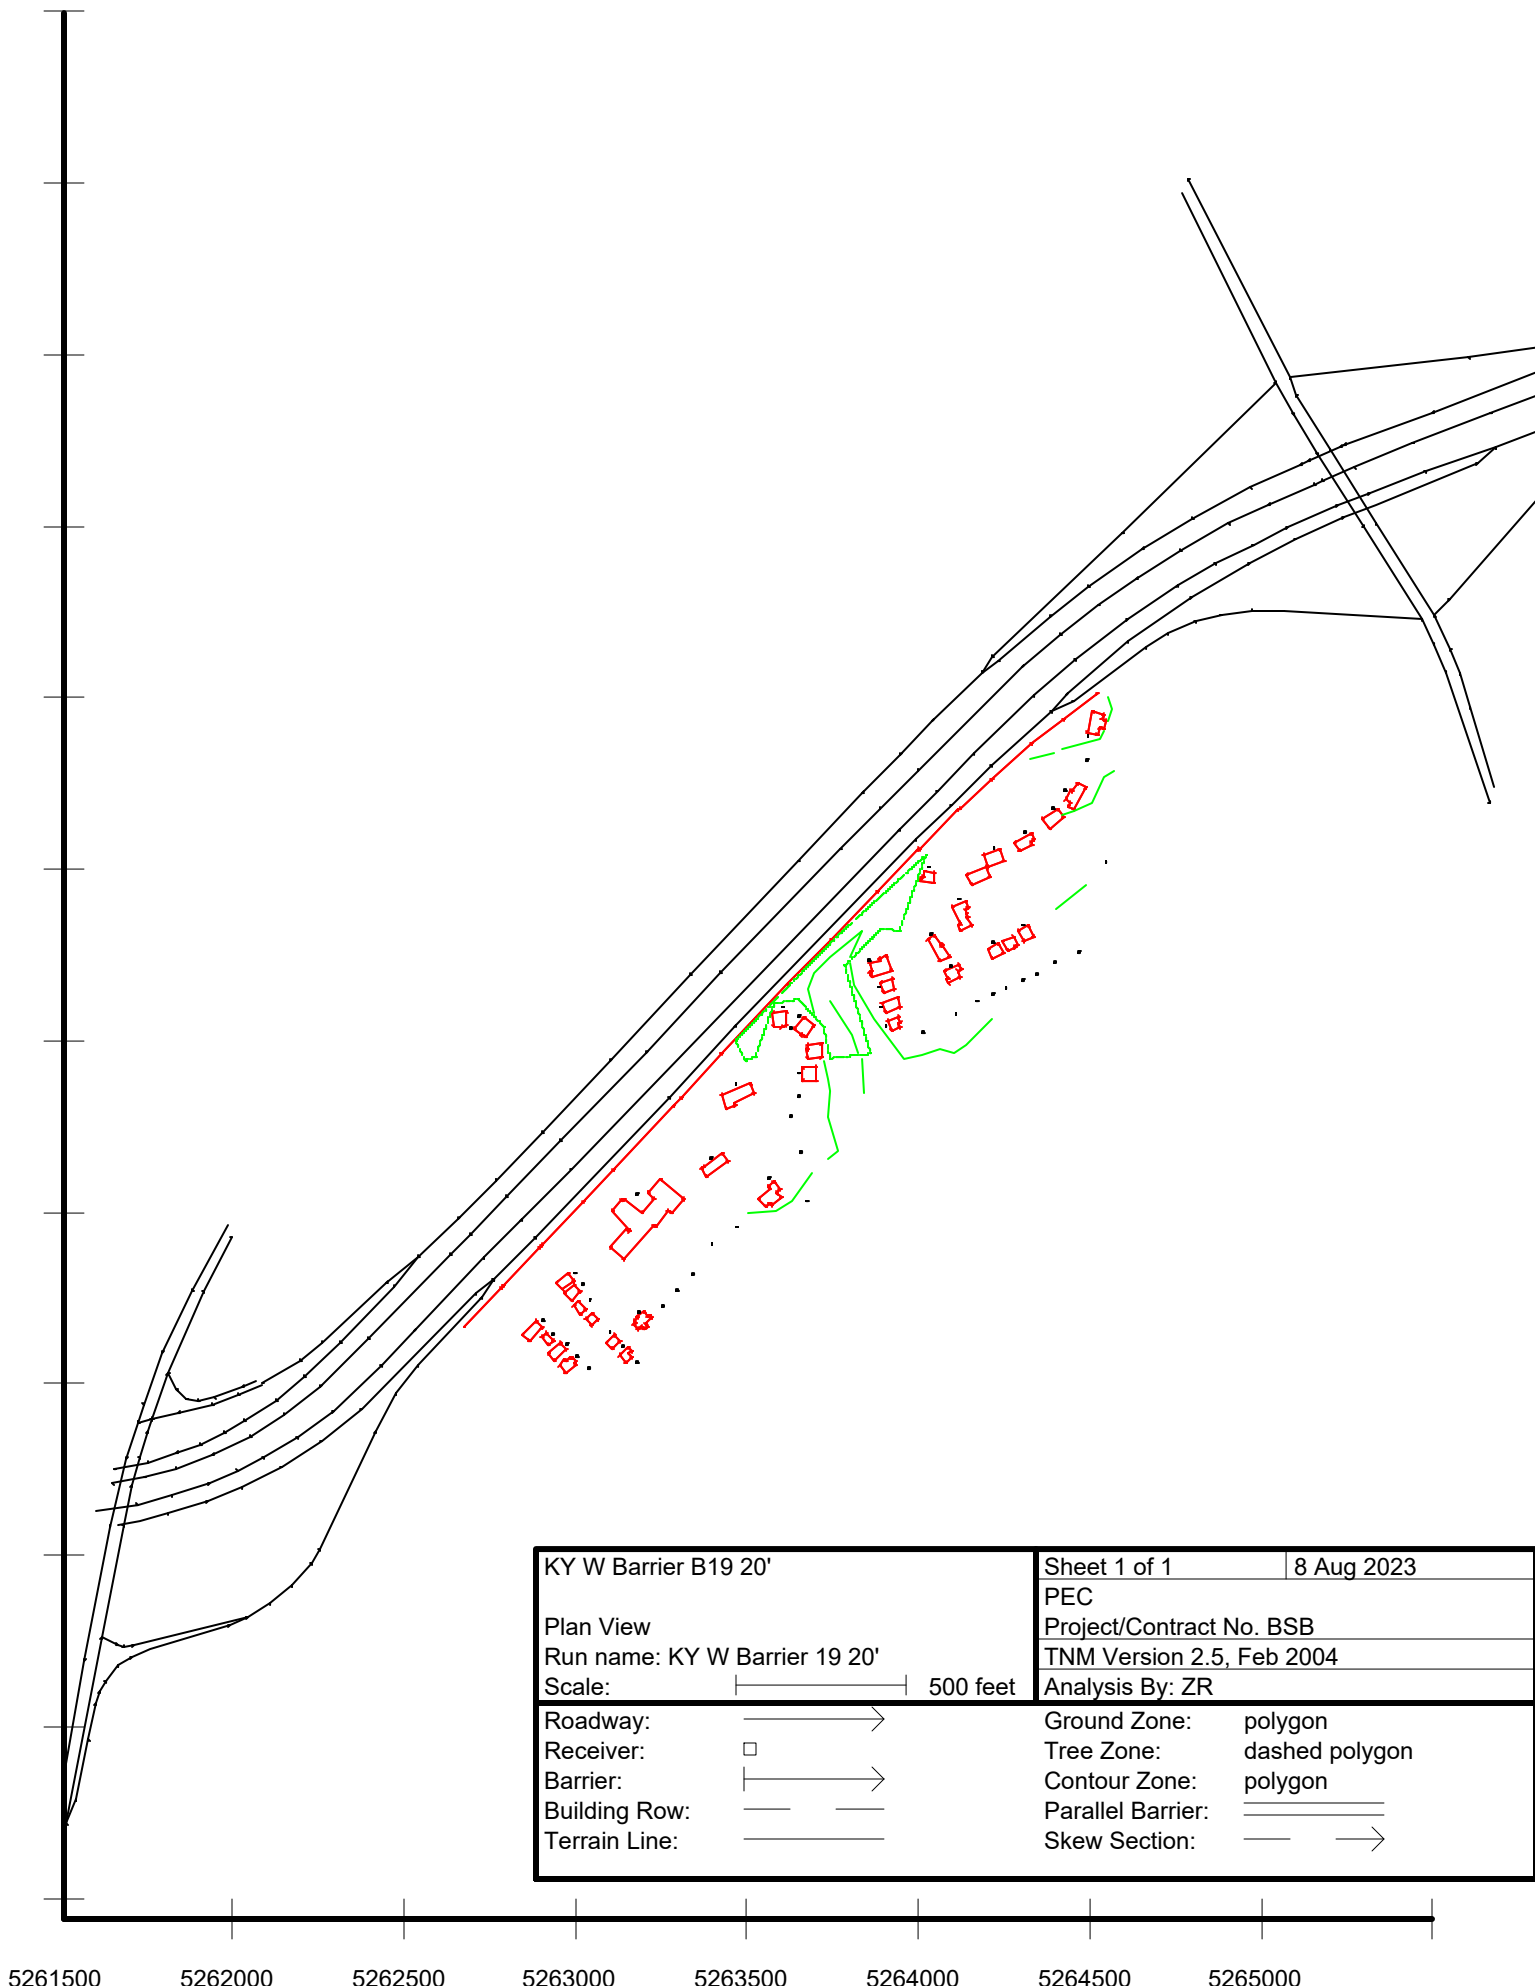 KY W Barrier B19 20'
Sheet 1 of 1
8 Aug 2023
PEC
Plan View
Project/Contract No. BSB
Run name: KY W Barrier 19 20'
TNM Version 2.5, Feb 2004
Scale:
500 feet
Analysis By: ZR
Roadway:
Ground Zone: polygon
Receiver:
Tree Zone: dashed polygon
Barrier:
Contour Zone: polygon
Building Row:
Parallel Barrier:
Terrain Line:
Skew Section:
5261500 5262000 5262500 5263000 5263500 5264000 5264500 5265000